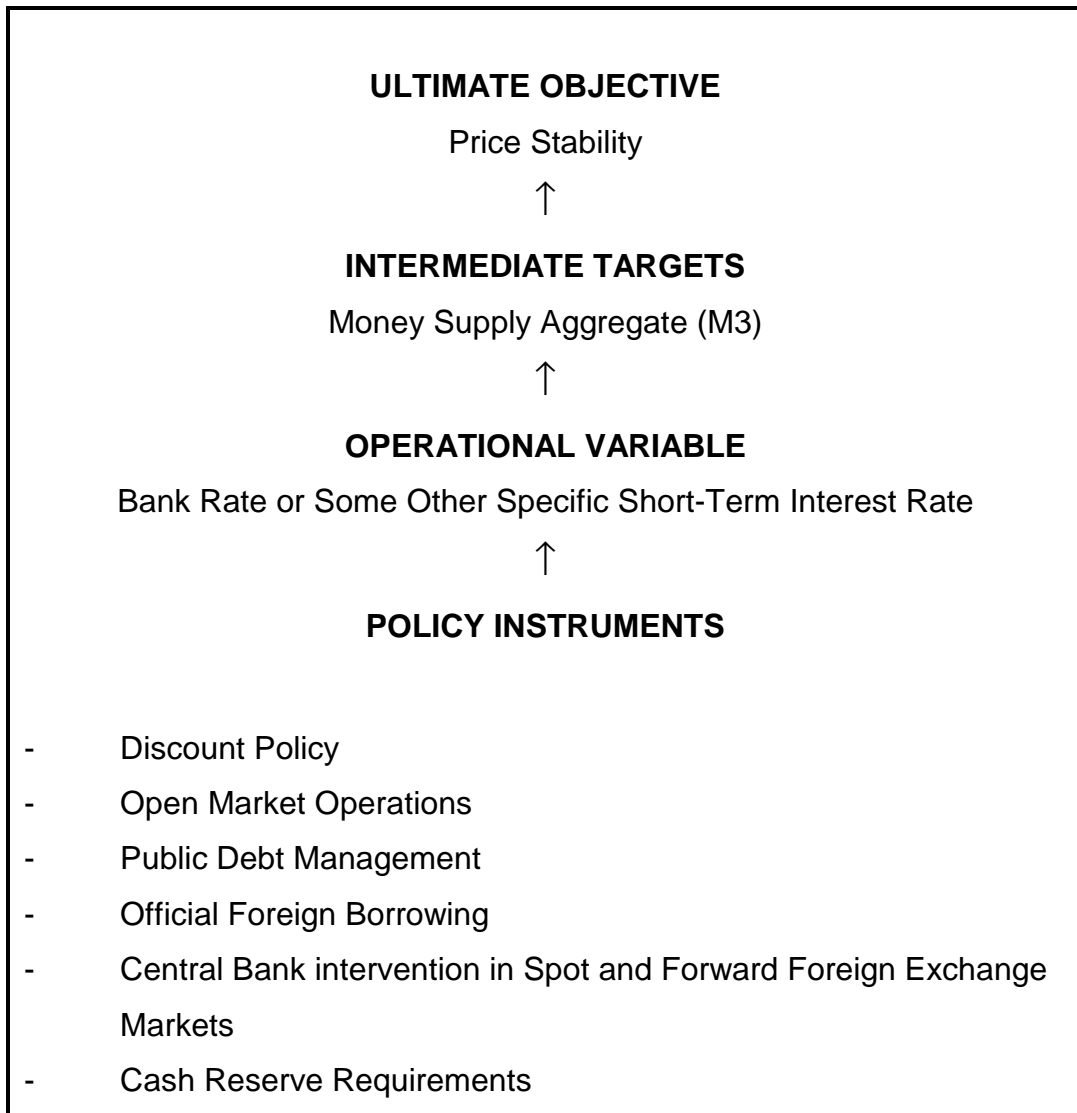 ULTIMATE OBJECTIVE
Price Stability
↑
INTERMEDIATE TARGETS
Money Supply Aggregate (M3)
↑
OPERATIONAL VARIABLE
Bank Rate or Some Other Specific Short-Term Interest Rate
↑
POLICY INSTRUMENTS
- Discount Policy
- Open Market Operations
- Public Debt Management
- Official Foreign Borrowing
- Central Bank intervention in Spot and Forward Foreign Exchange
Markets
- Cash Reserve Requirements